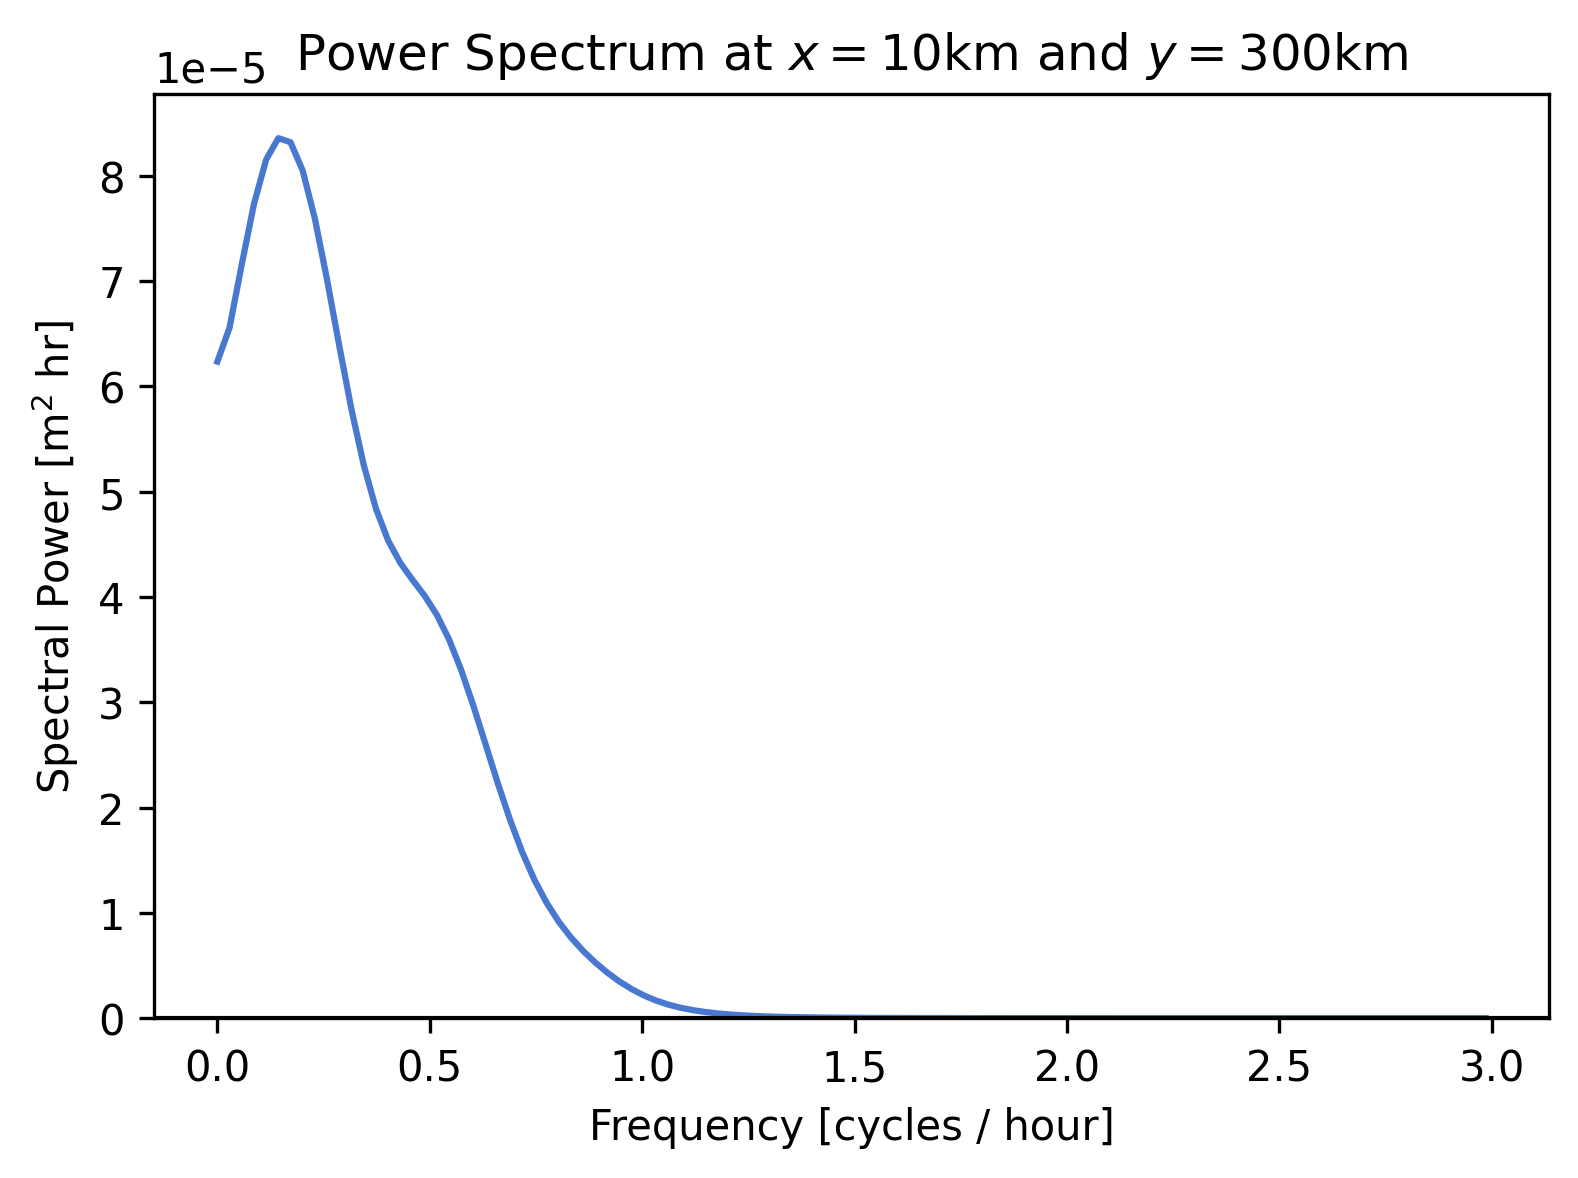 Power Spectrum at x = 10km and y = 300km
1e−5
8
7
6
5
4
3
2
1
0
Spectral Power [m² hr]
0.0 0.5 1.0 1.5 2.0 2.5 3.0
Frequency [cycles / hour]